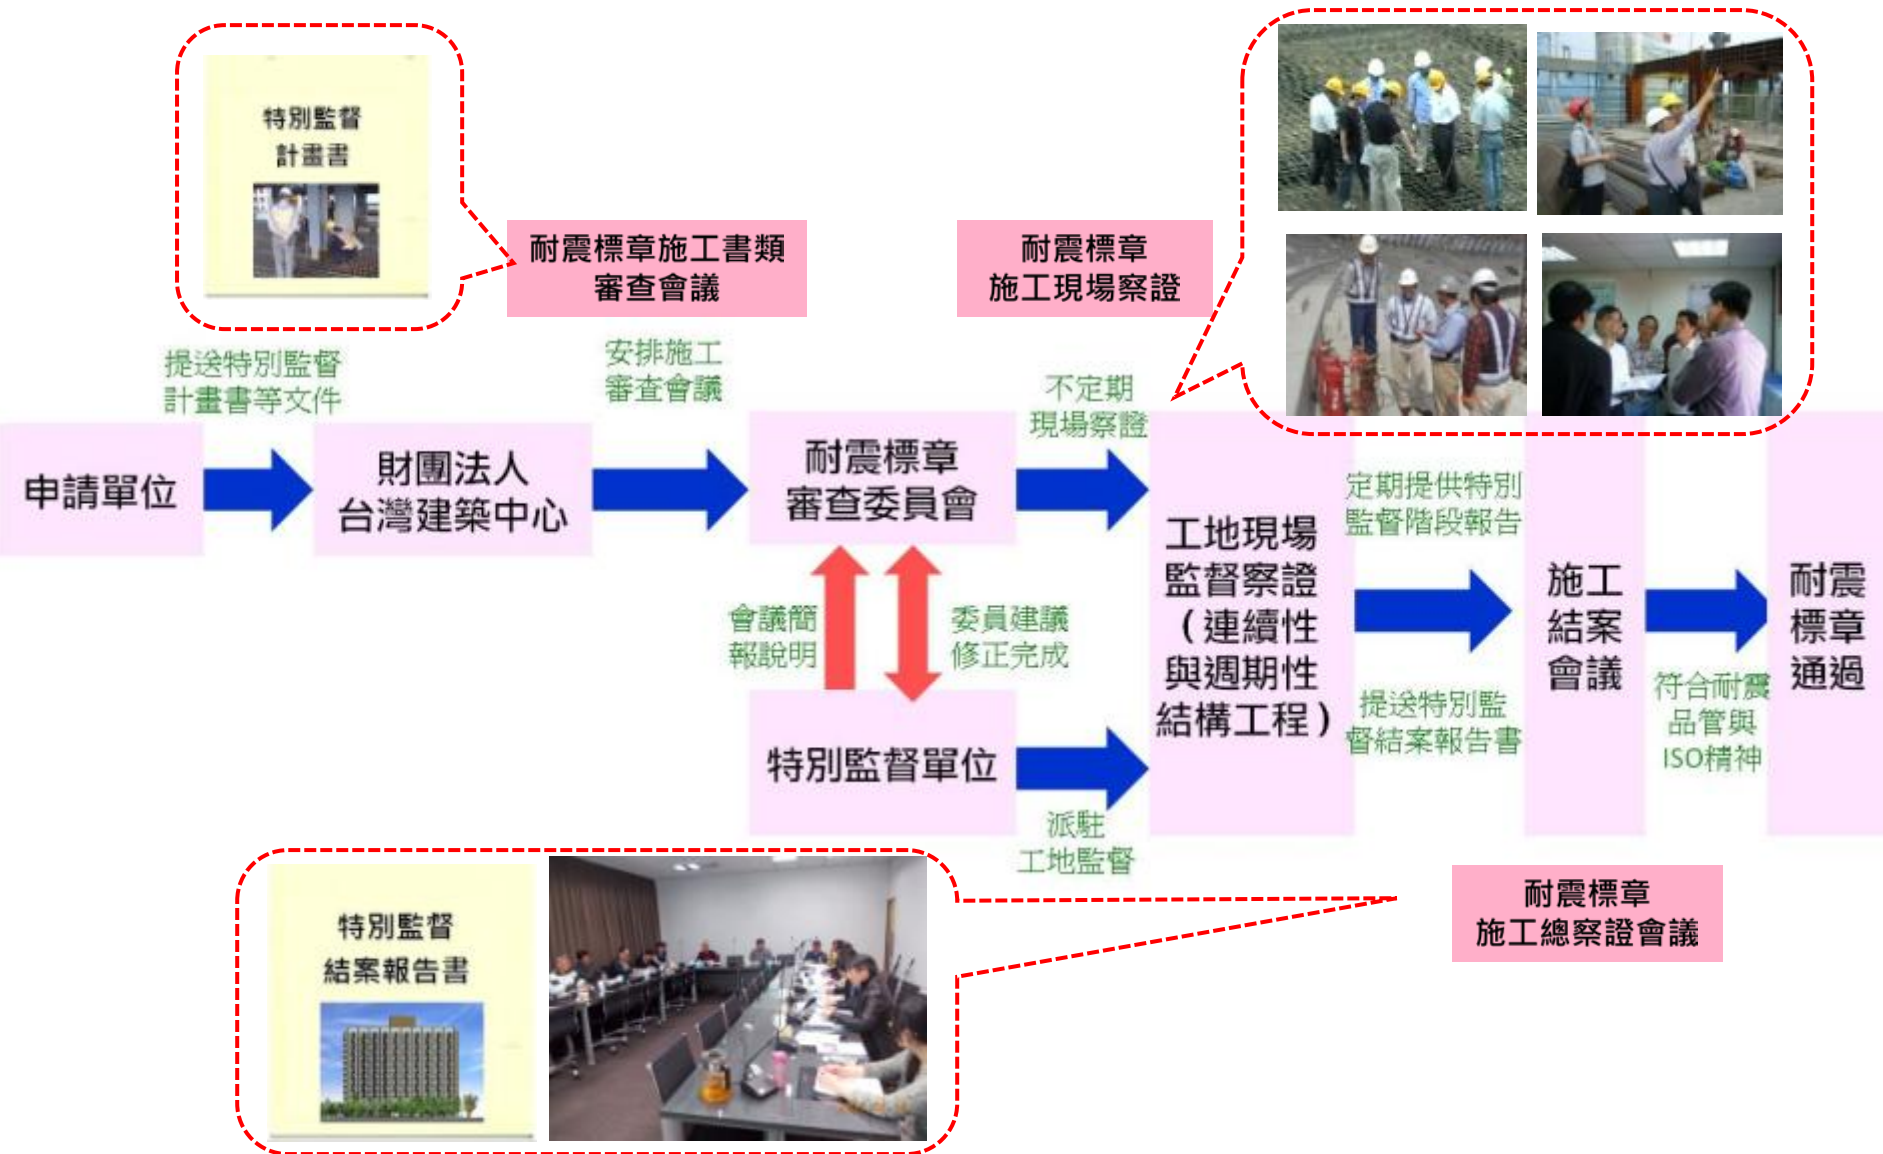 特別監督
計畫書
耐震標章施工書類
審查會議
耐震標章
施工現場察證
提送特別監督
計畫書等文件
安排施工
審查會議
不定期
現場察證
申請單位
財團法人
台灣建築中心
耐震標章
審查委員會
會議簡
報說明
委員建議
修正完成
特別監督單位
派駐
工地監督
工地現場
監督察證
（連續性
與週期性
結構工程）
定期提供特別
監督階段報告
提送特別監
督結案報告書
施工
結案
會議
符合耐震
品管與
ISO精神
耐震
標章
通過
特別監督
結案報告書
耐震標章
施工總察證會議